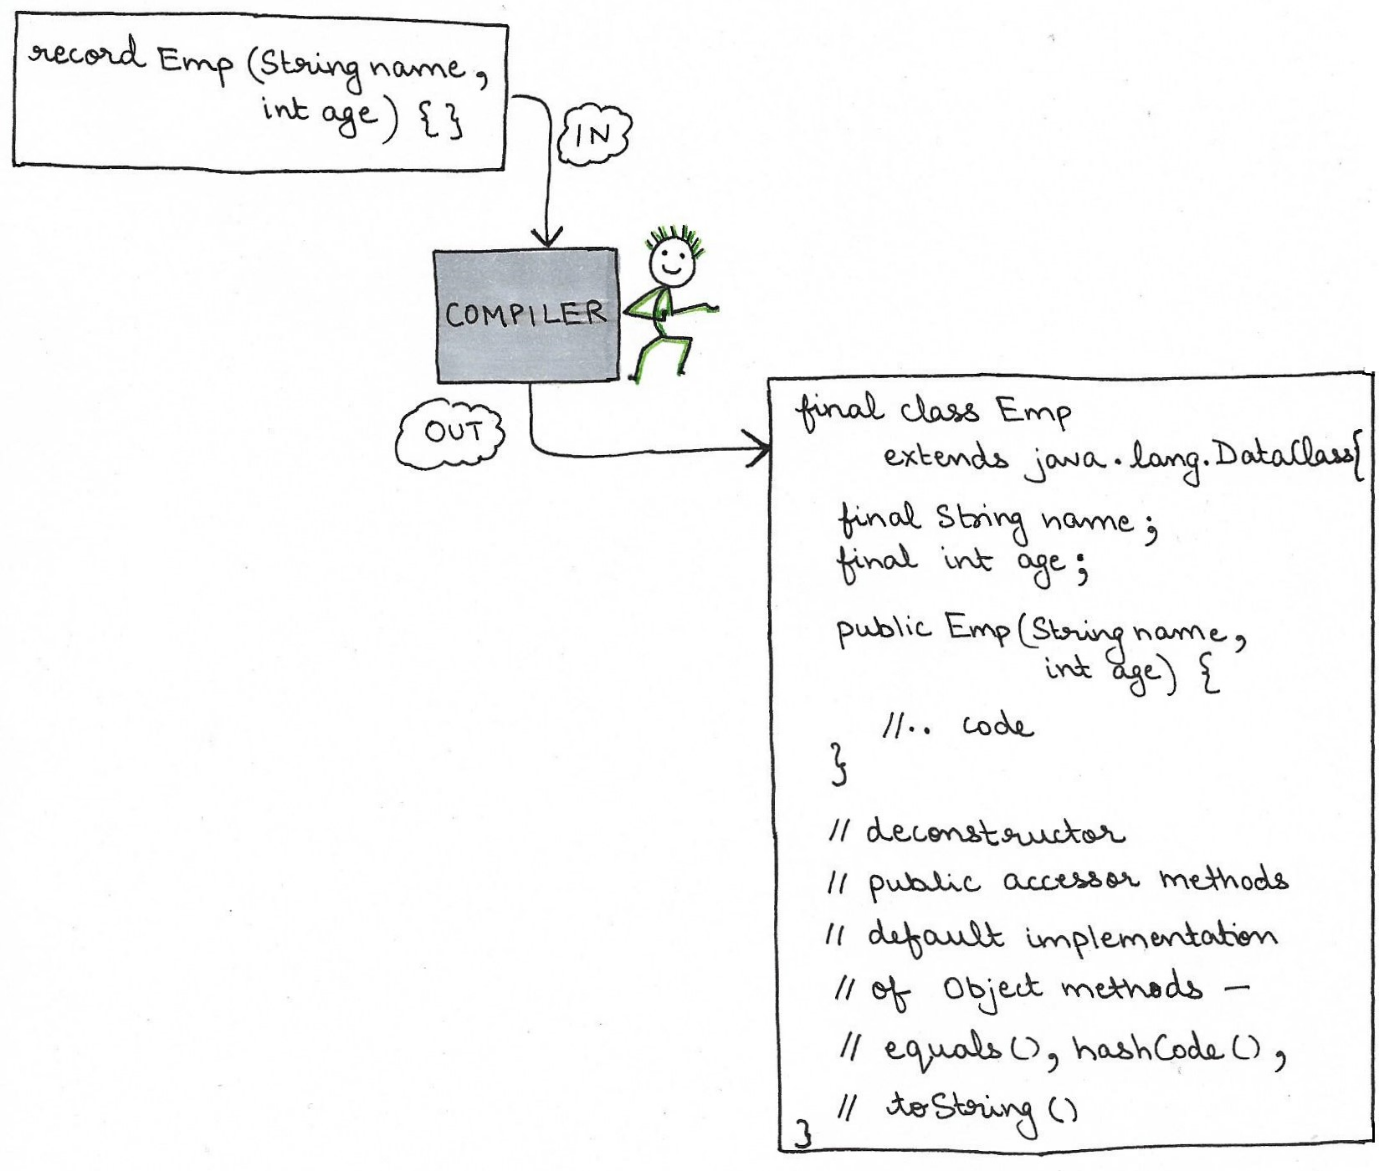 record Emp (String name,
int age) { }
IN
COMPILER
OUT
final class Emp
extends java.lang.DataClass{
final String name;
final int age;
public Emp(String name,
int age) {
//.. code
}
// deconstructor
// public accessor methods
// default implementation
// of Object methods –
// equals(), hashCode(),
// toString()
}